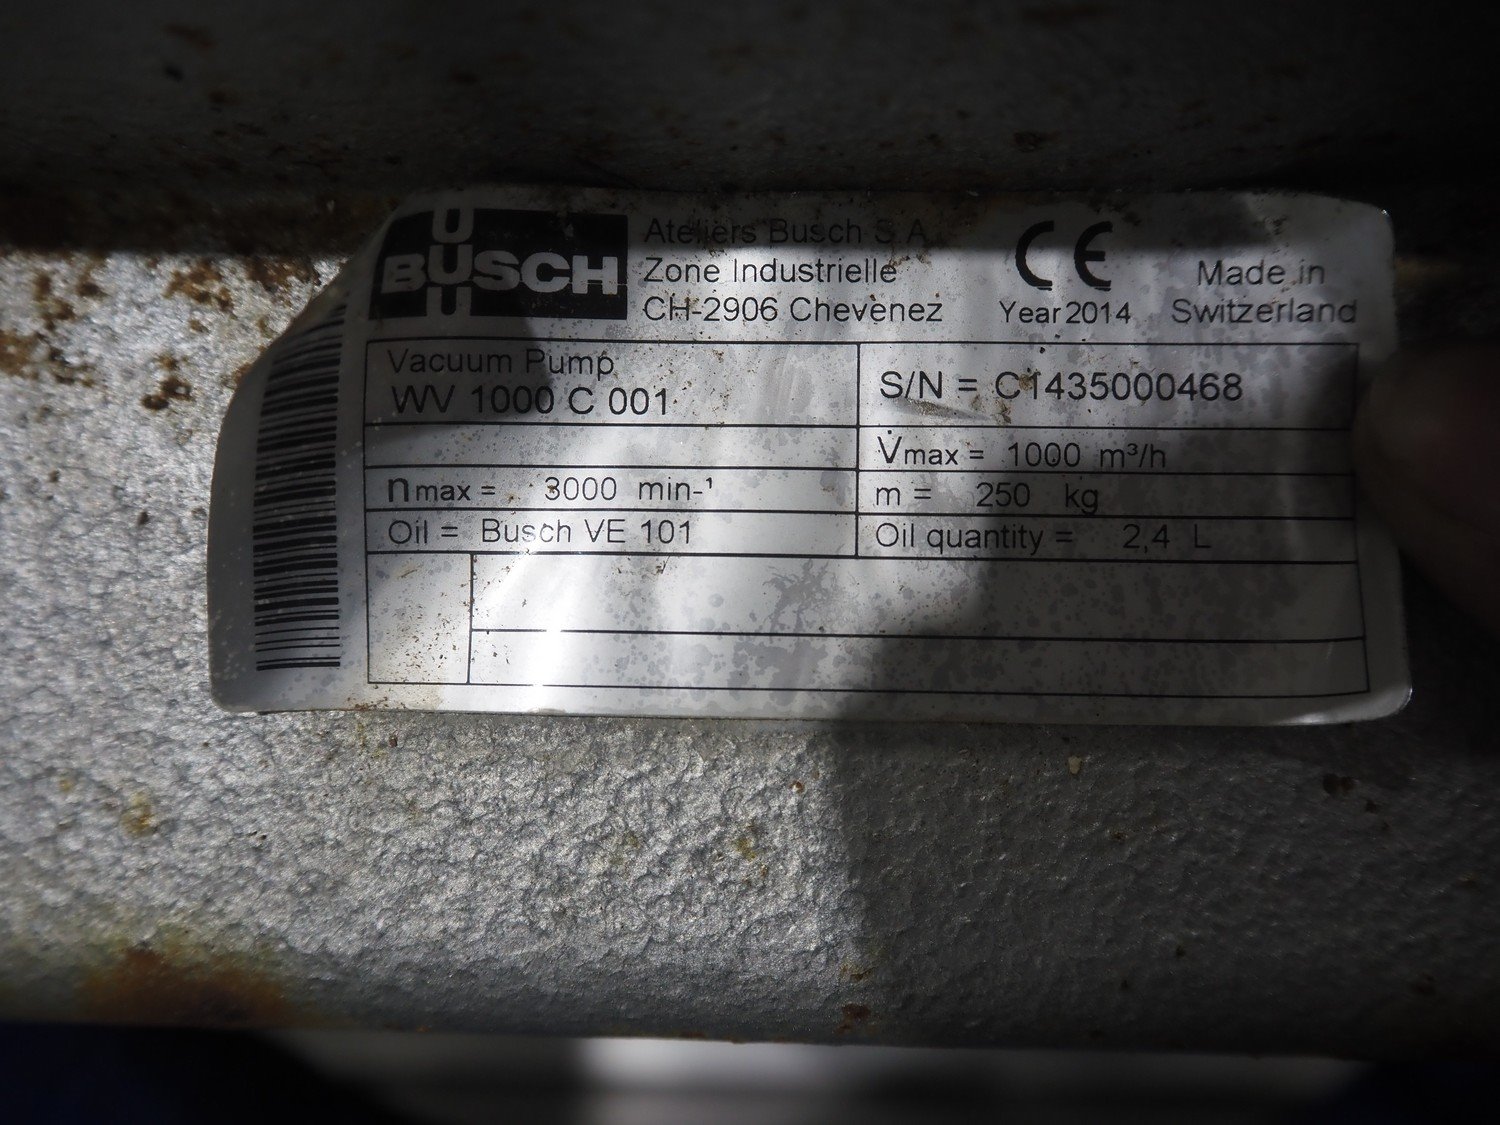 BUSCH
Ateliers Busch S.A.
Zone Industrielle
CH-2906 Chevenez
CE
Year 2014
Made in
Switzerland
Vacuum Pump
WV 1000 C 001
S/N = C1435000468
V̇max = 1000 m³/h
nmax = 3000 min-¹
m = 250 kg
Oil = Busch VE 101
Oil quantity = 2,4 L